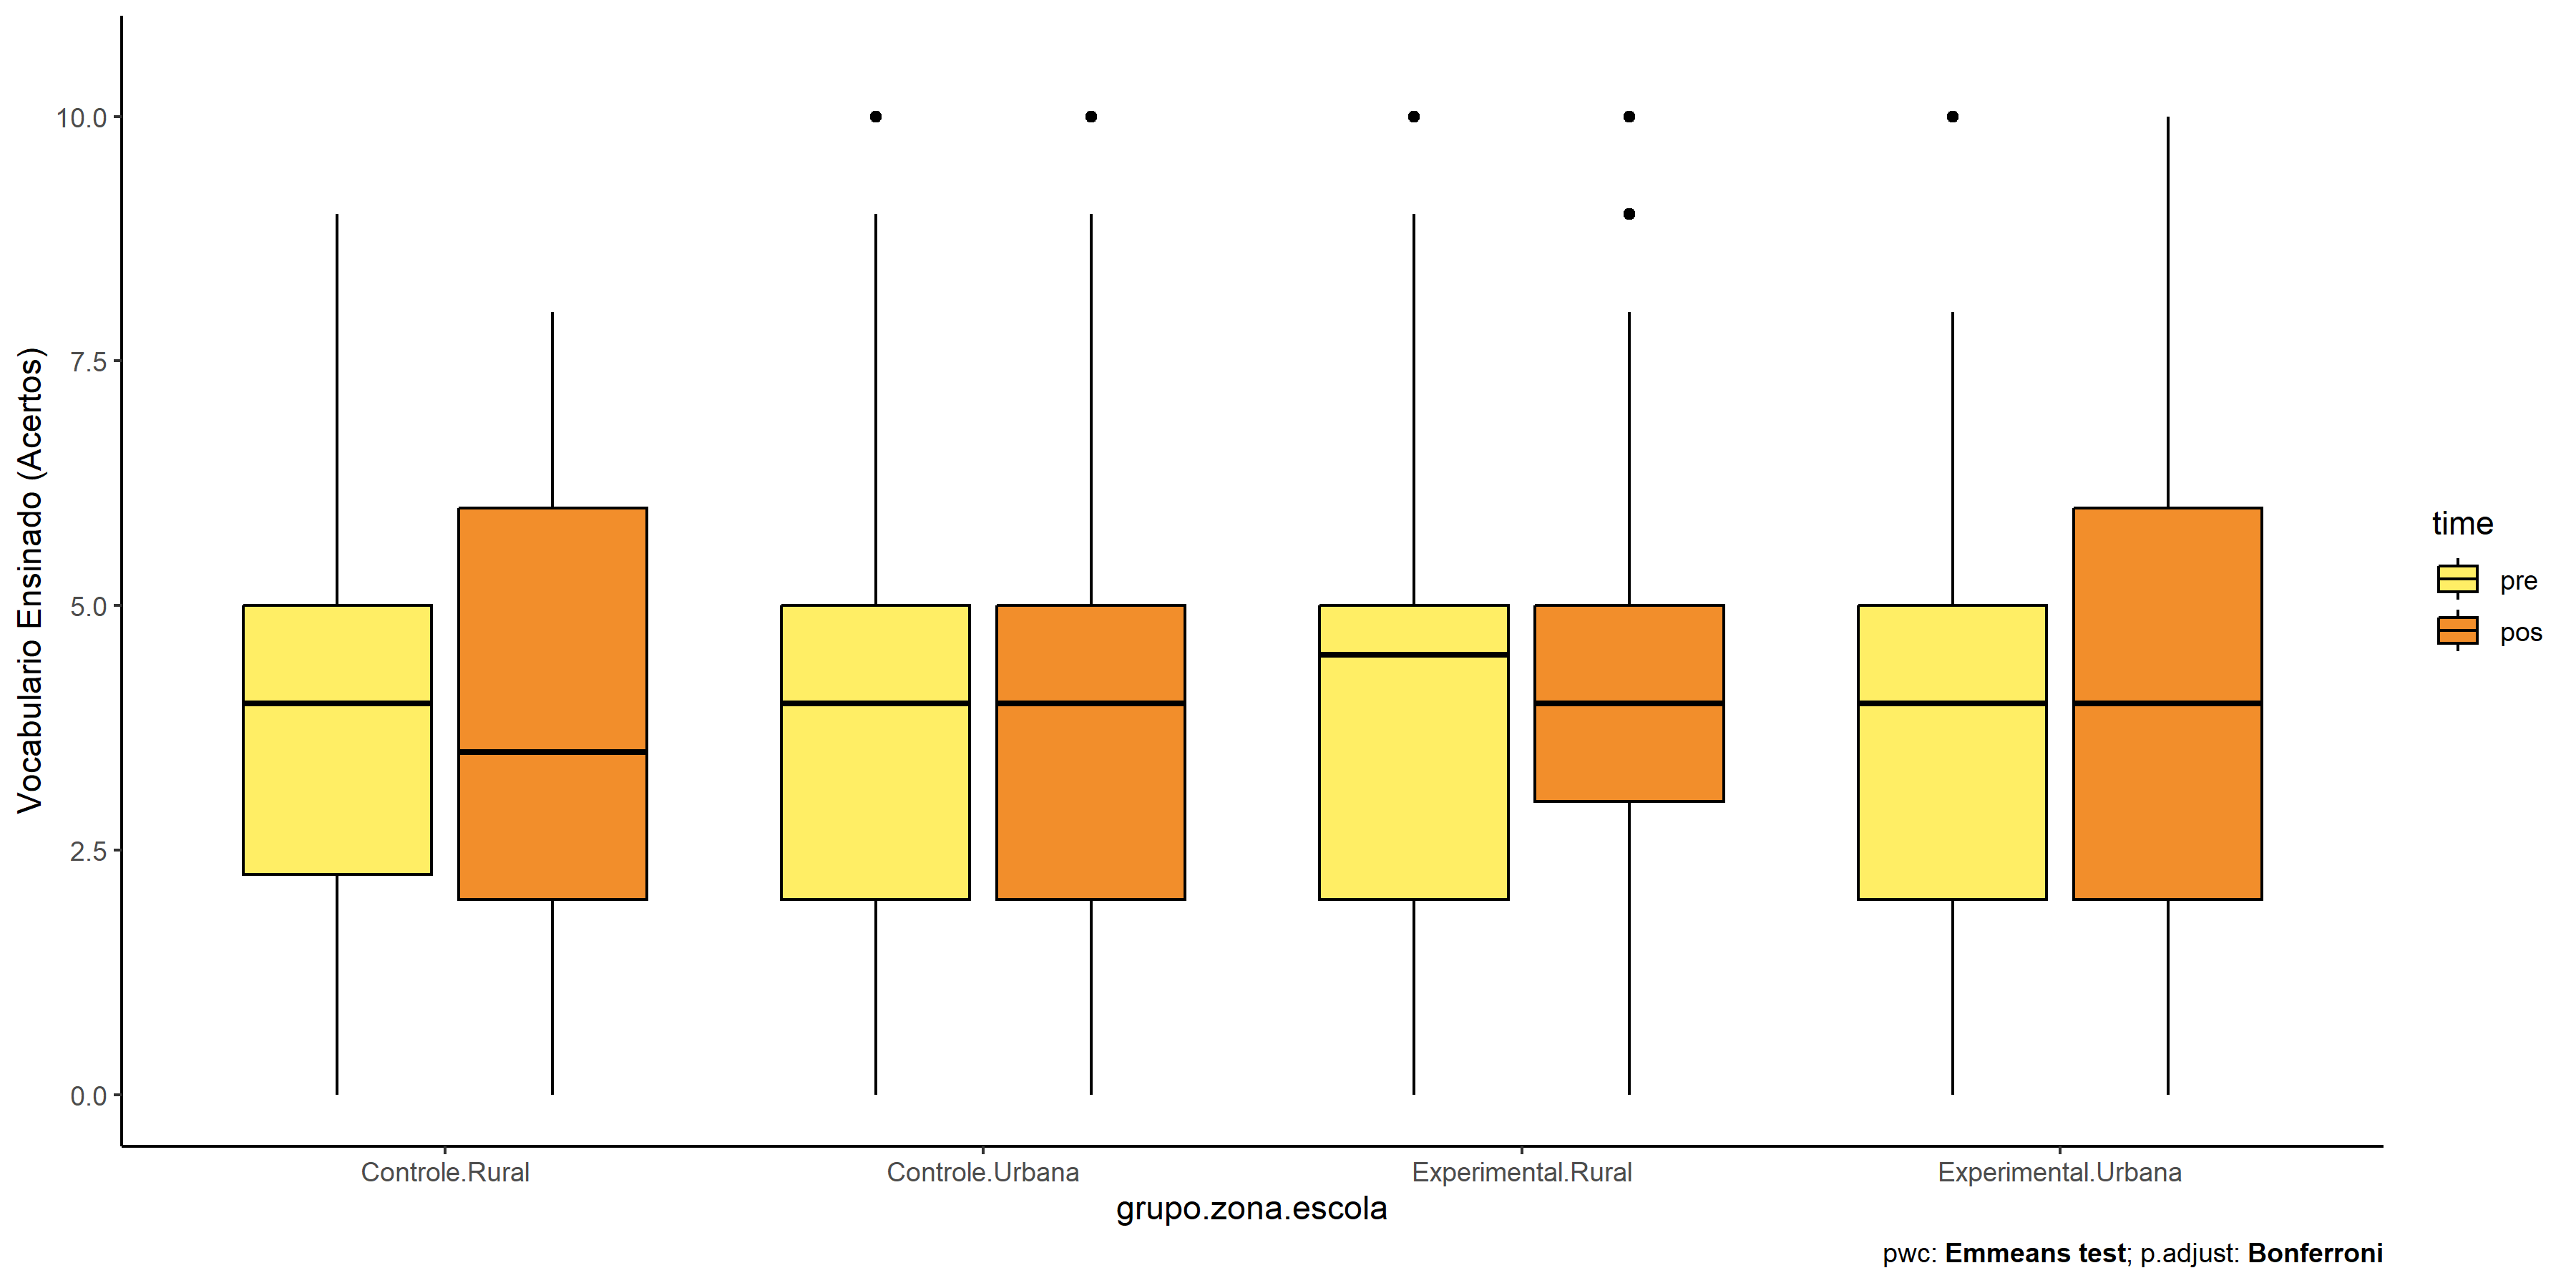 Vocabulario Ensinado (Acertos)
10.0
7.5
5.0
2.5
0.0
Controle.Rural
Controle.Urbana
Experimental.Rural
Experimental.Urbana
grupo.zona.escola
time
pre
pos
pwc: Emmeans test; p.adjust: Bonferroni